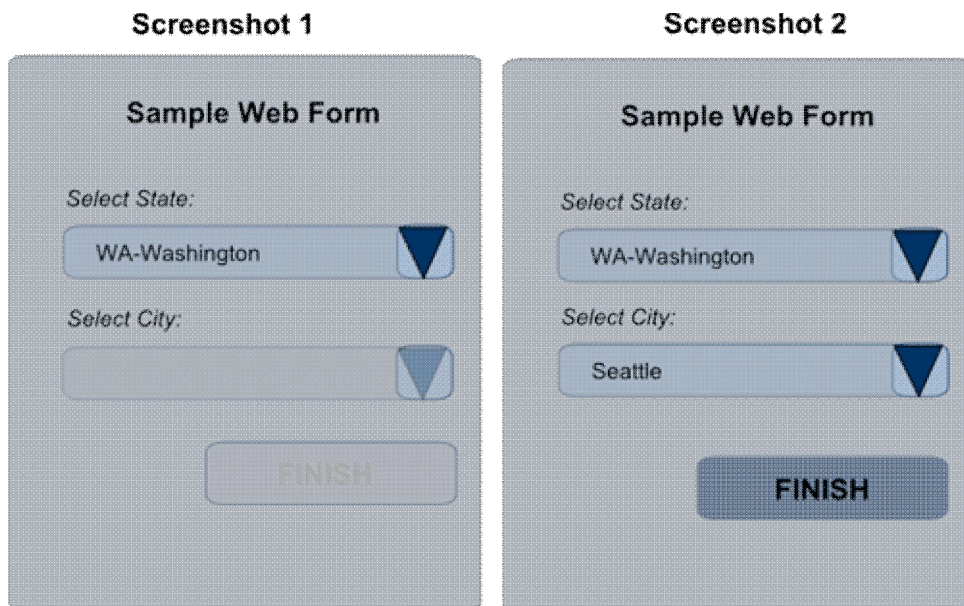 Screenshot 1
Sample Web Form
Select State:
WA-Washington
Select City:
FINISH
Screenshot 2
Sample Web Form
Select State:
WA-Washington
Select City:
Seattle
FINISH